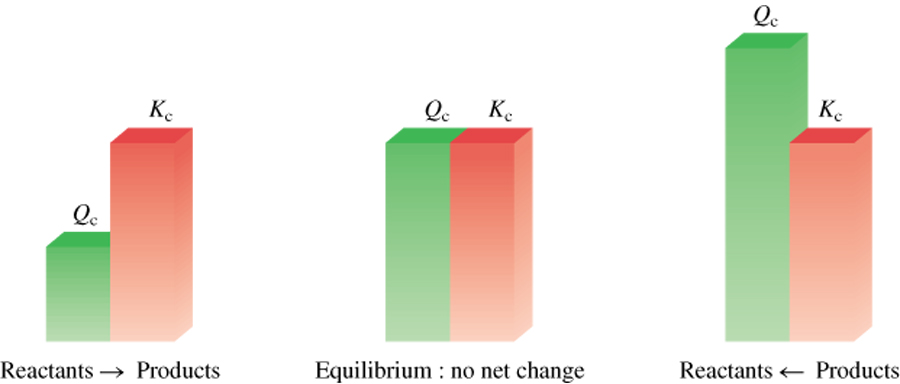 Qc
Kc
Qc
Kc
Qc
Kc
Reactants → Products
Equilibrium : no net change
Reactants ← Products